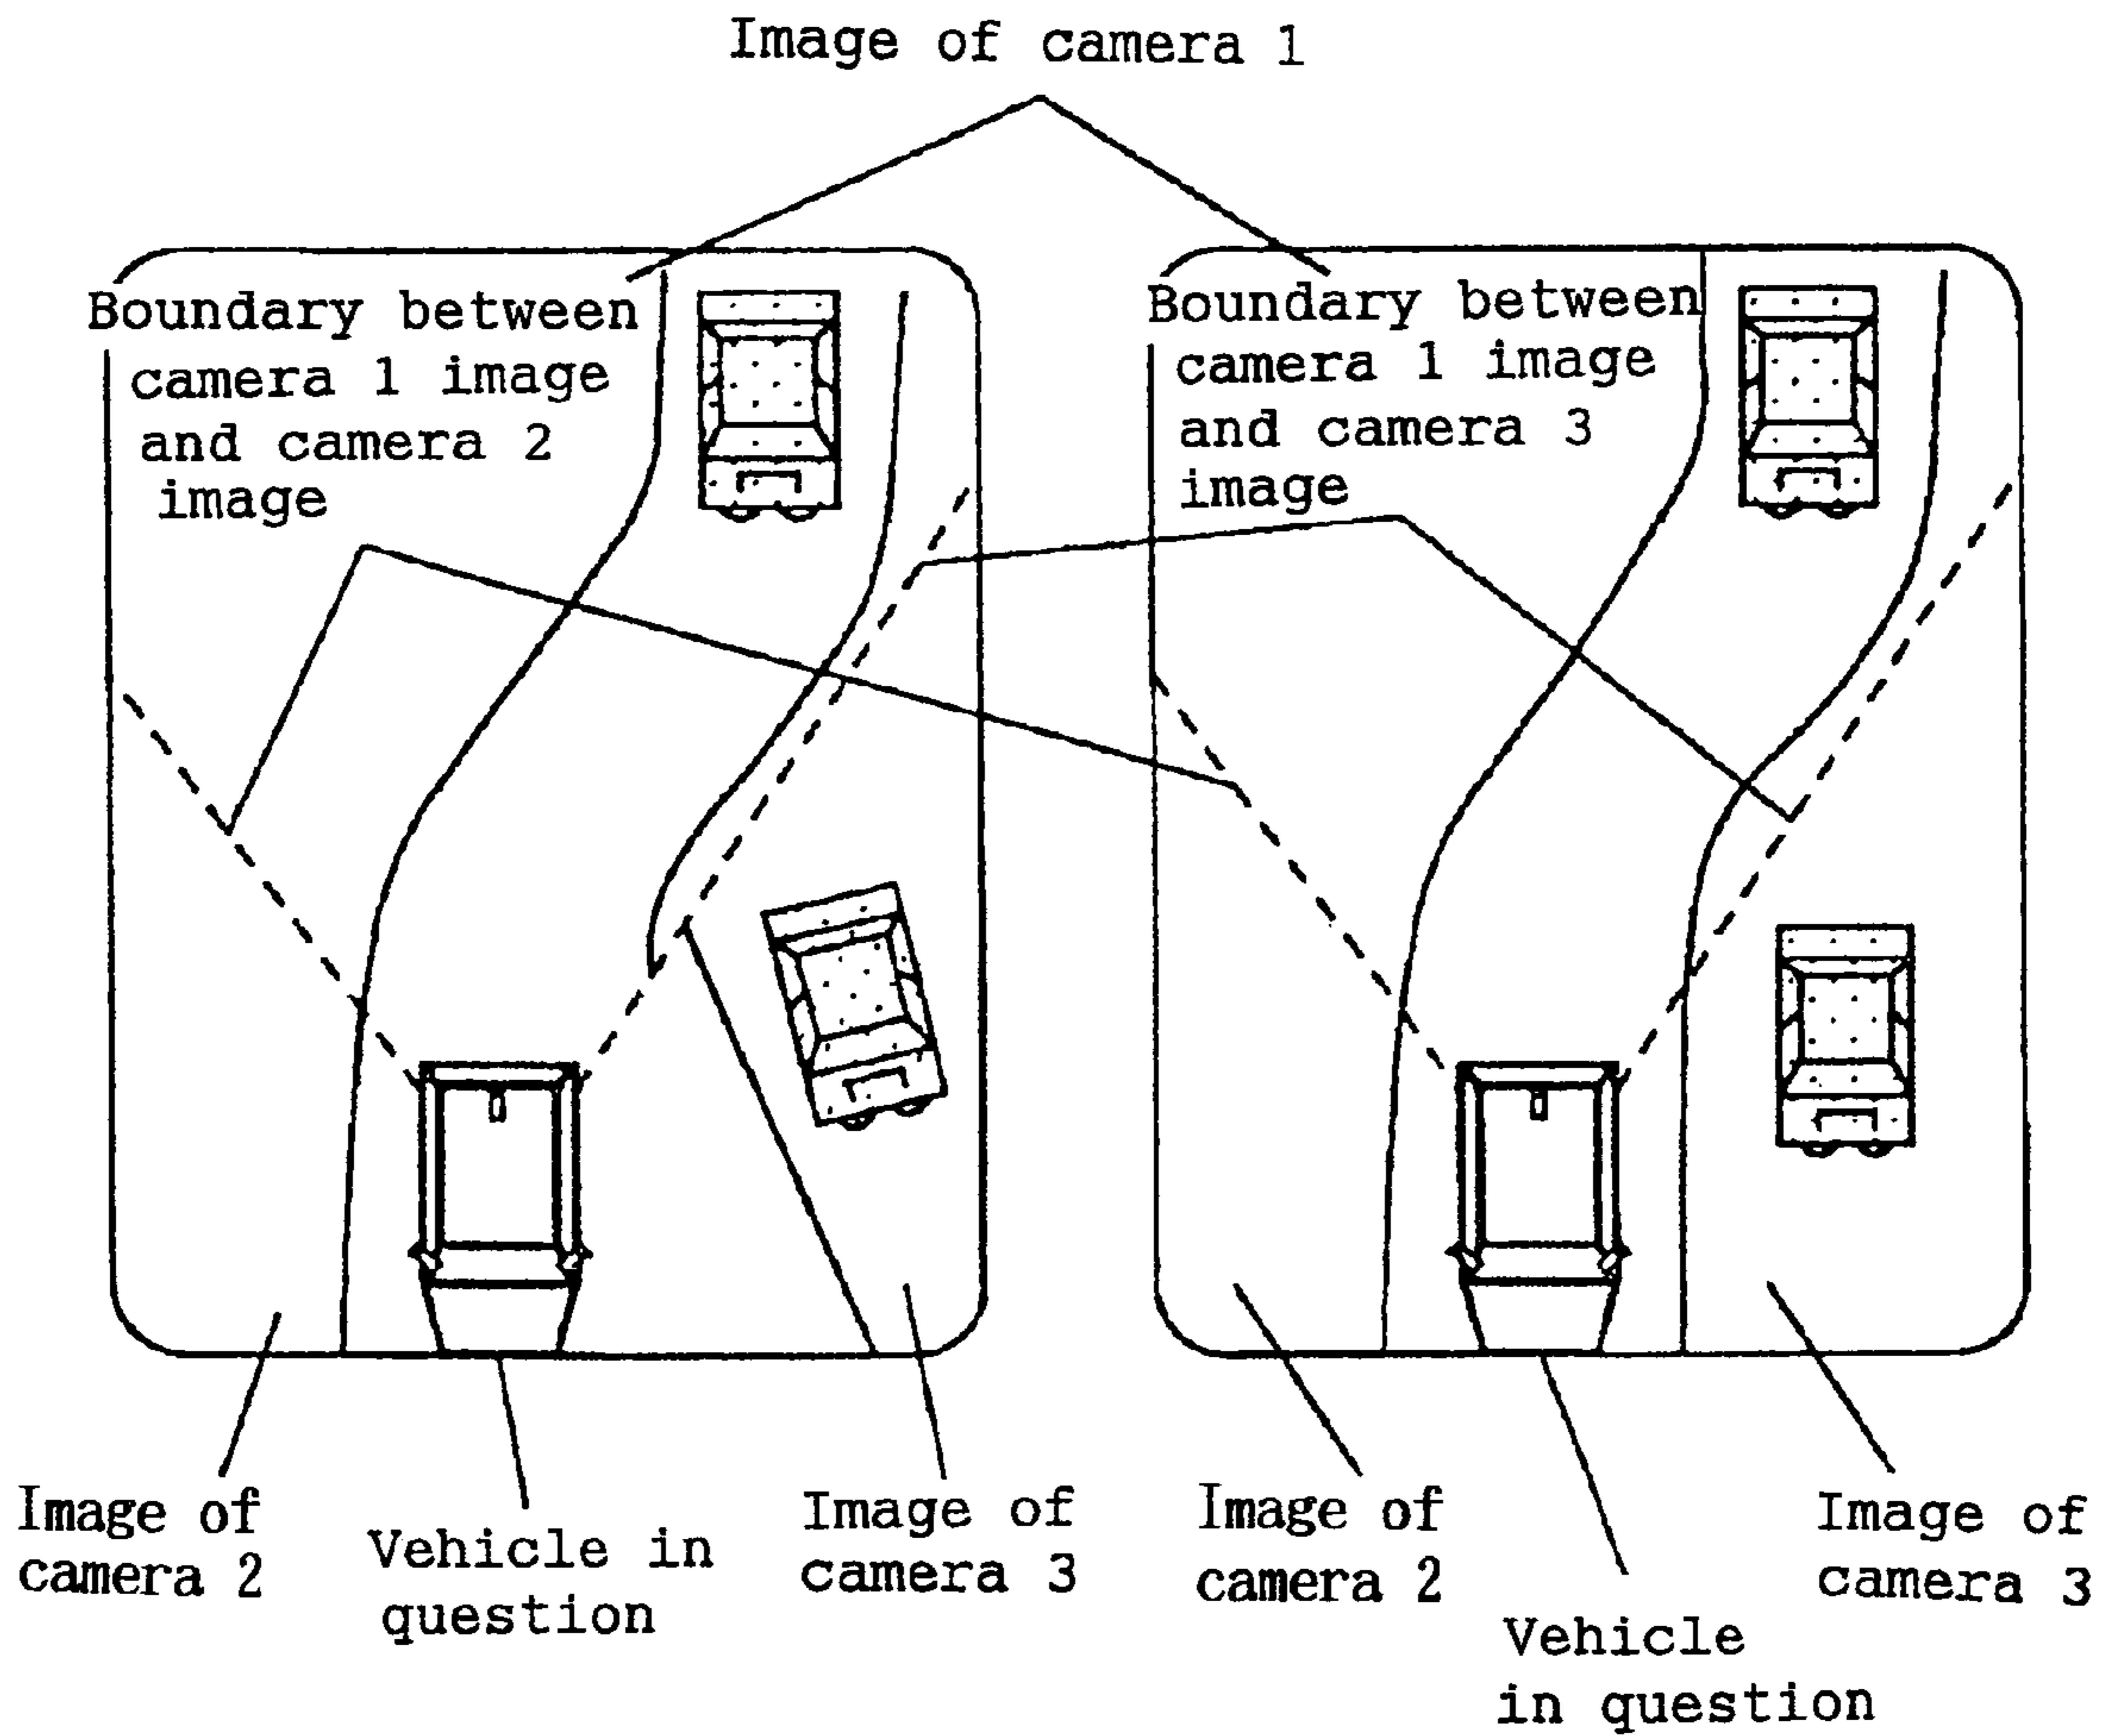 Image of camera 1
Boundary between
camera 1 image
and camera 2
image
Boundary between
camera 1 image
and camera 3
image
Image of
camera 2
Vehicle in
question
Image of
camera 3
Image of
camera 2
Vehicle
in question
Image of
camera 3